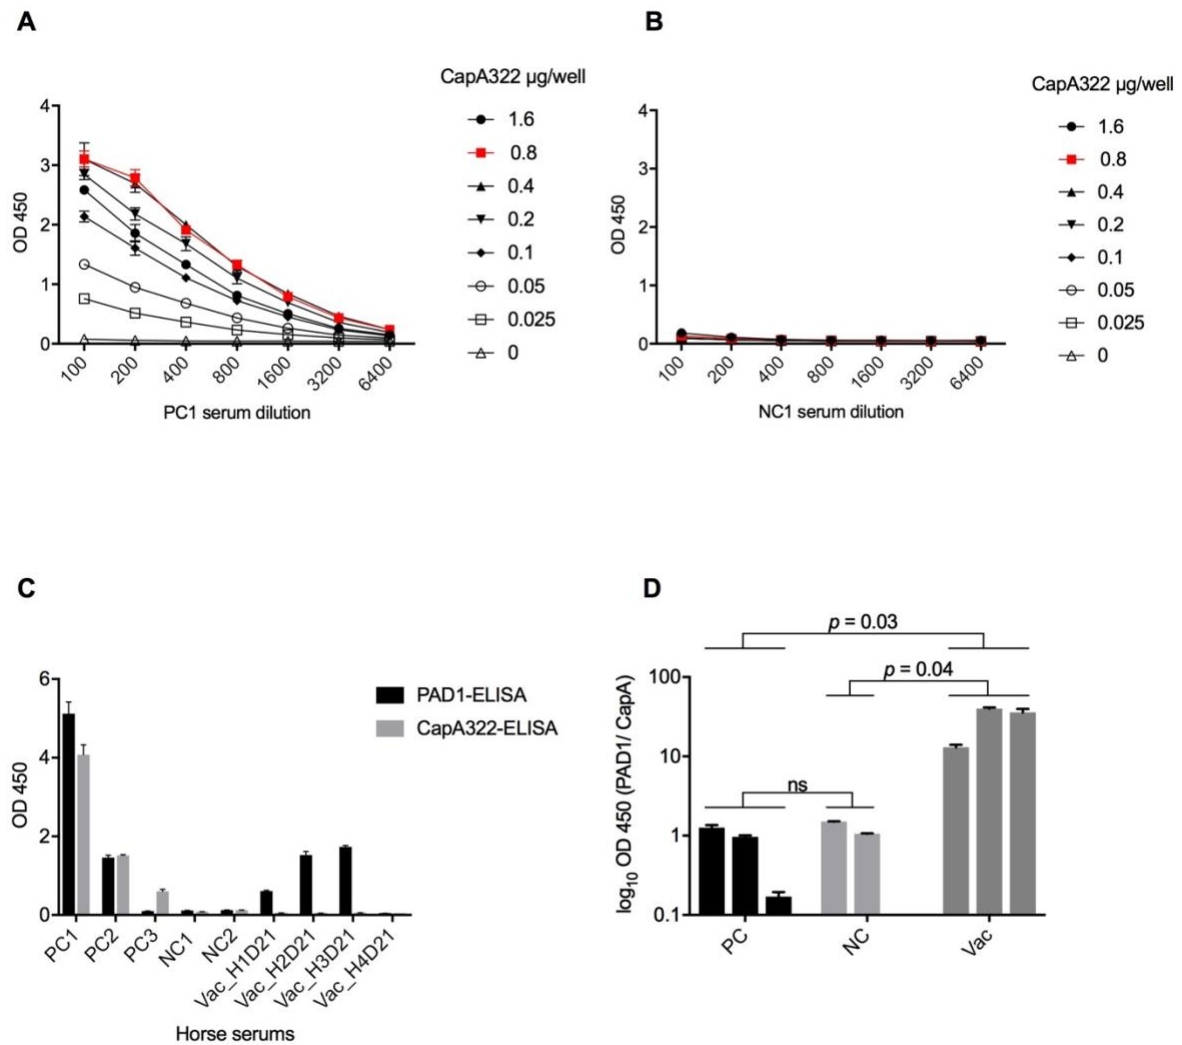 A
CapA322 µg/well
1.6
0.8
0.4
0.2
0.1
0.05
0.025
0
4
3
2
1
0
OD 450
100
200
400
800
1600
3200
6400
PC1 serum dilution
B
CapA322 µg/well
1.6
0.8
0.4
0.2
0.1
0.05
0.025
0
4
3
2
1
0
OD 450
100
200
400
800
1600
3200
6400
NC1 serum dilution
C
PAD1-ELISA
CapA322-ELISA
6
4
2
0
OD 450
PC1
PC2
PC3
NC1
NC2
Vac_H1D21
Vac_H2D21
Vac_H3D21
Vac_H4D21
Horse serums
D
p = 0.03
p = 0.04
ns
100
10
1
0.1
log10 OD 450 (PAD1/ CapA)
PC
NC
Vac